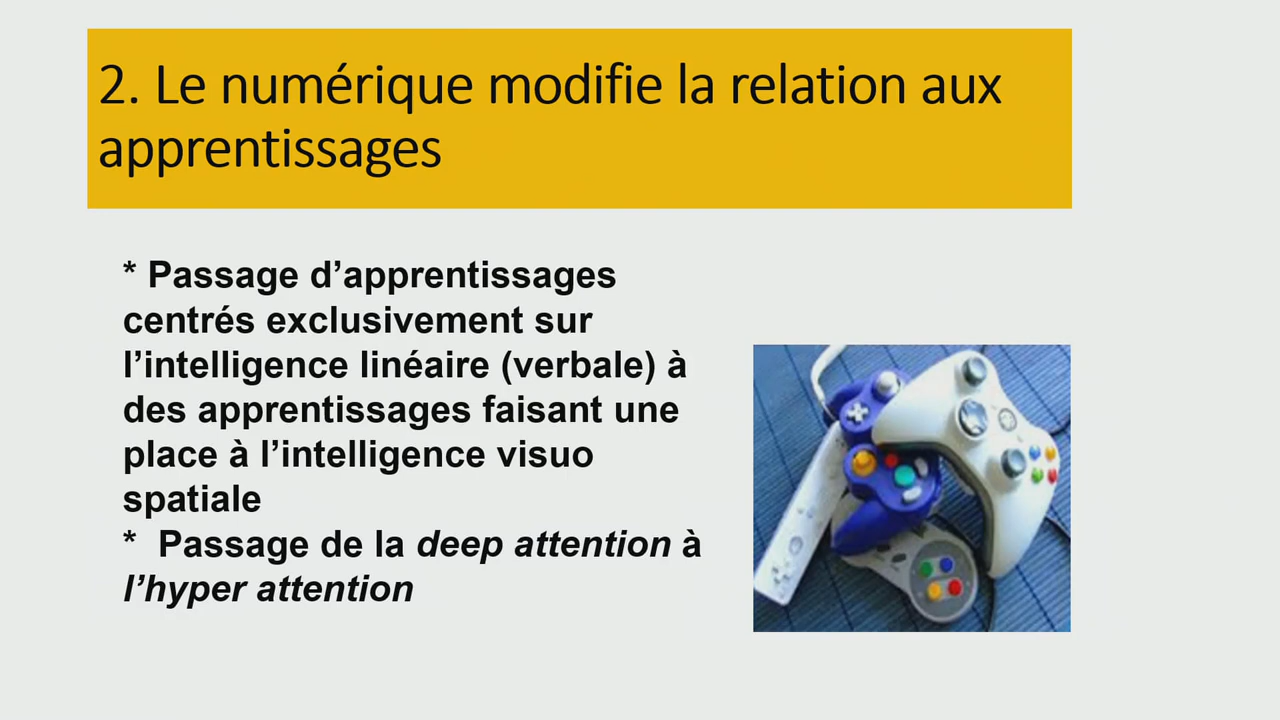 2. Le numérique modifie la relation aux
apprentissages
* Passage d’apprentissages
centrés exclusivement sur
l’intelligence linéaire (verbale) à
des apprentissages faisant une
place à l’intelligence visuo
spatiale
* Passage de la deep attention à
l’hyper attention